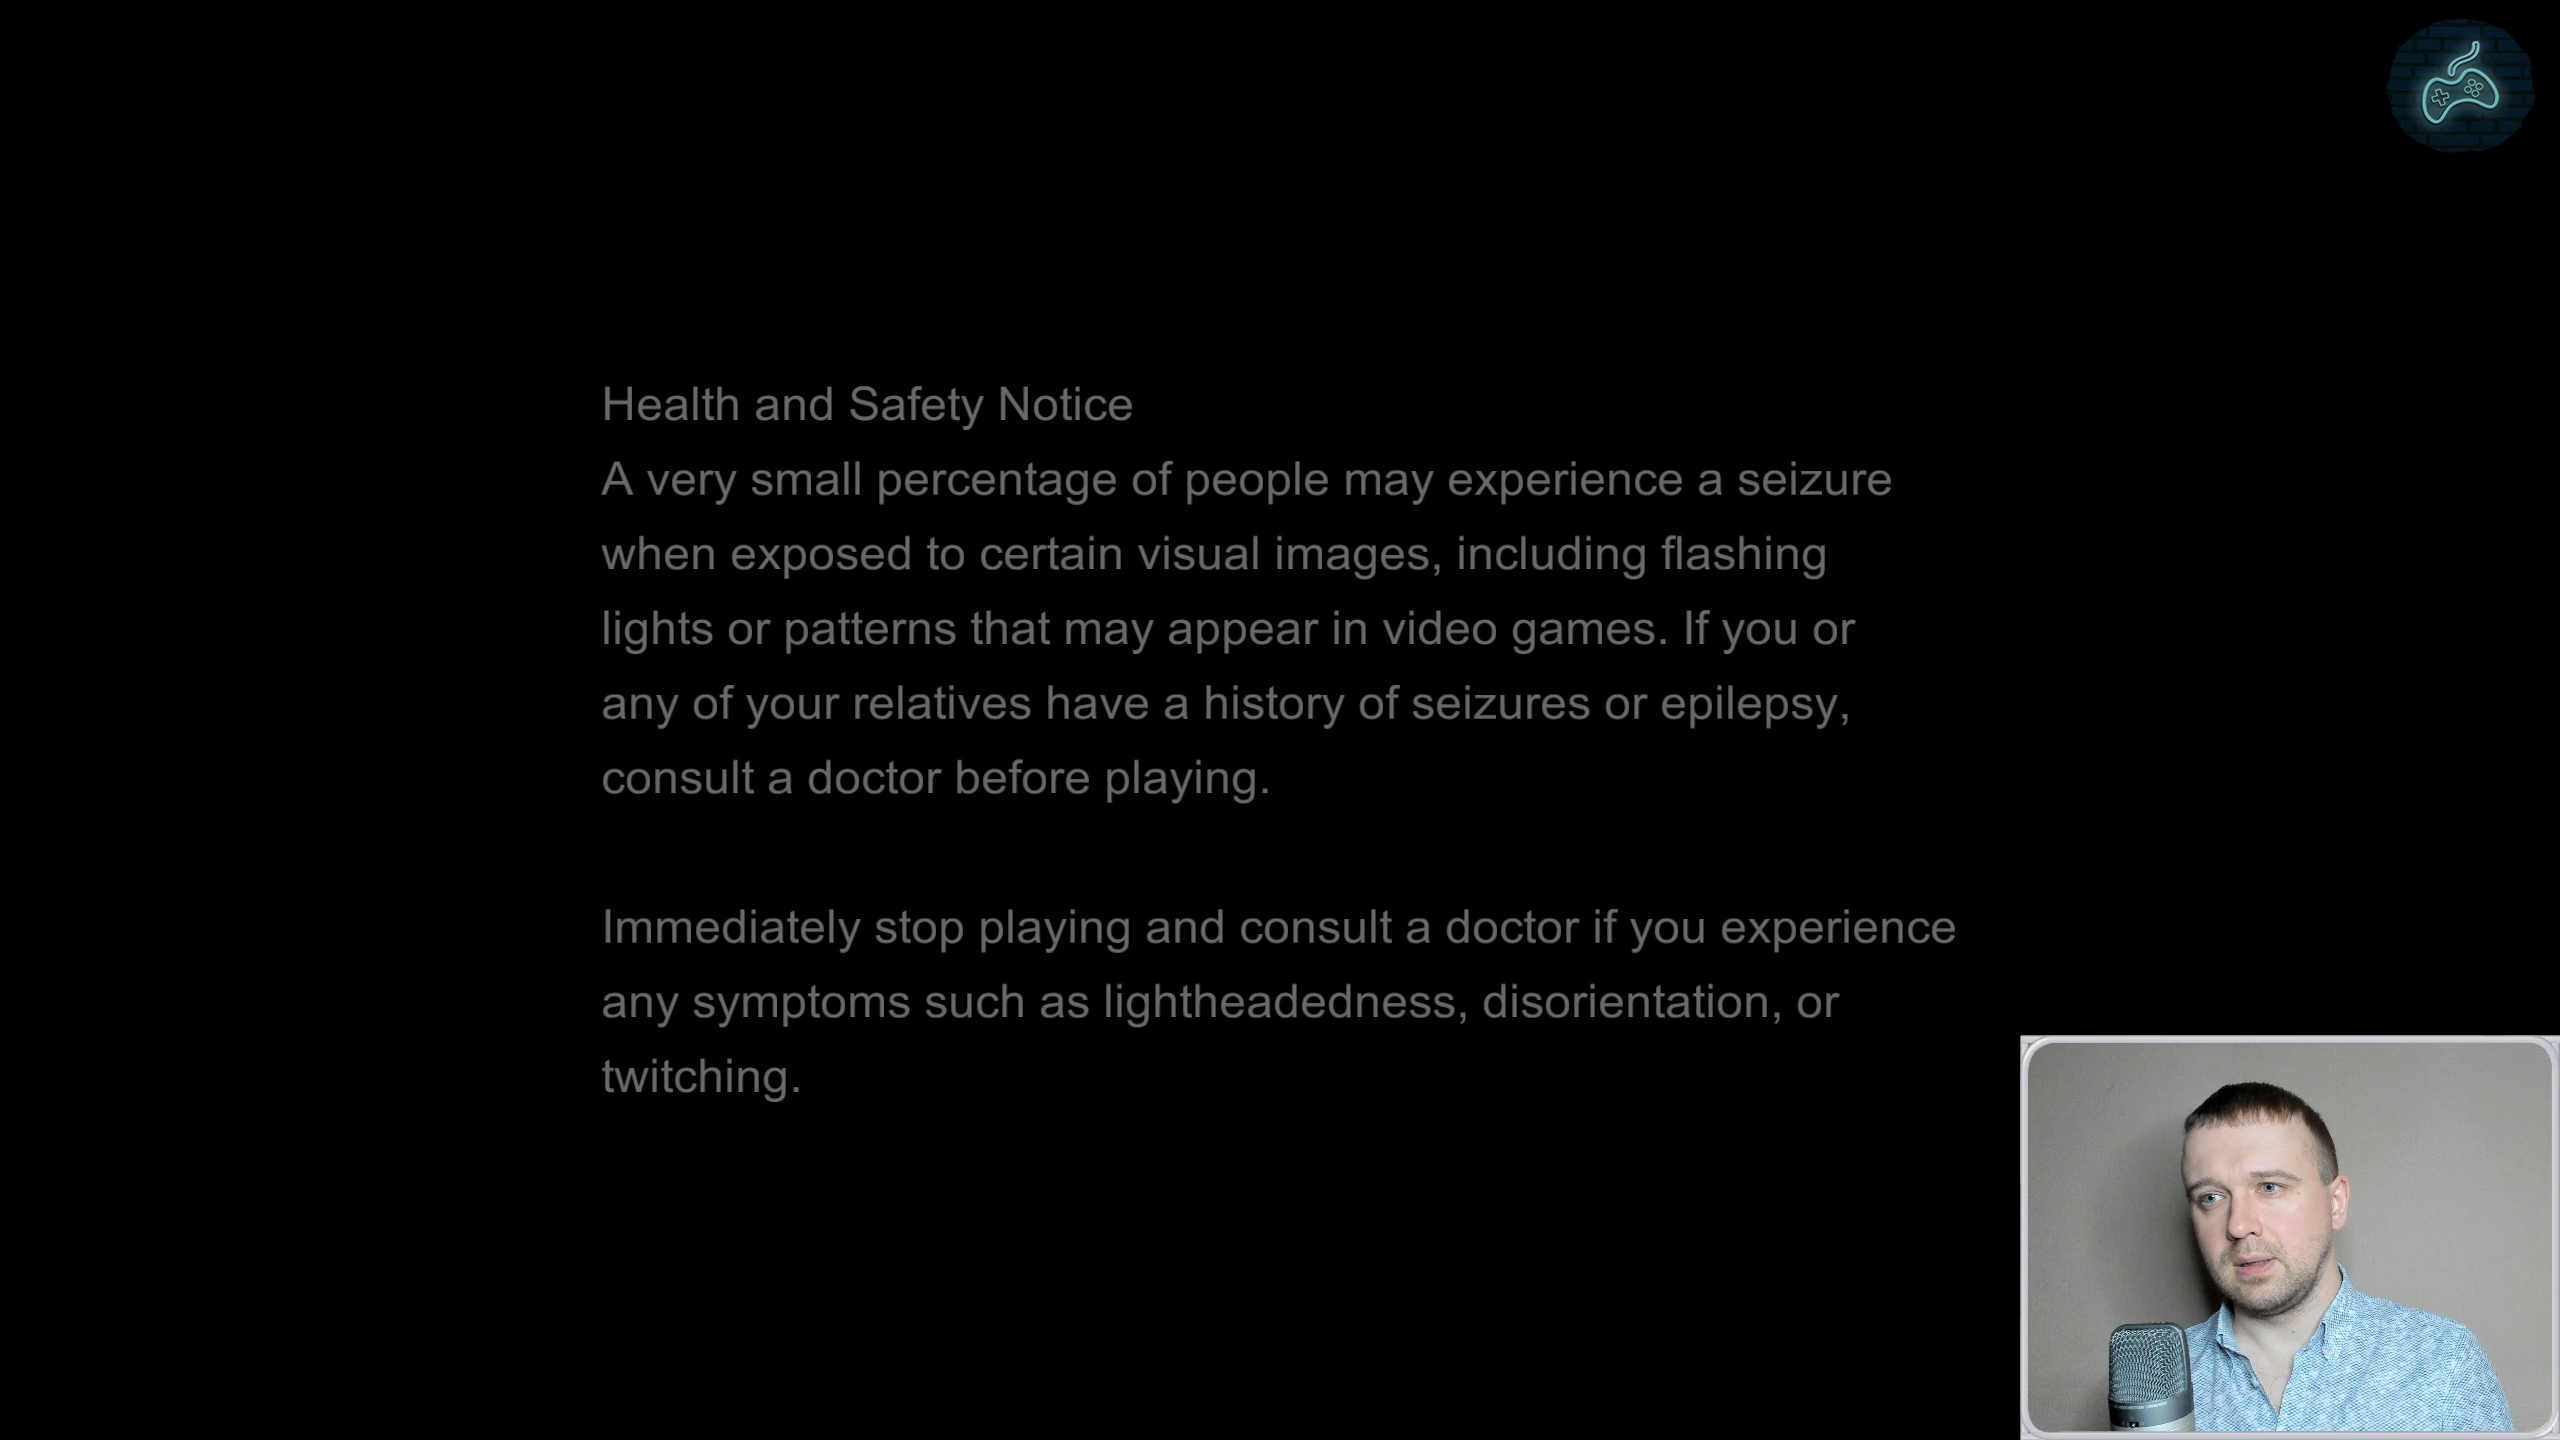 Health and Safety Notice
A very small percentage of people may experience a seizure
when exposed to certain visual images, including flashing
lights or patterns that may appear in video games. If you or
any of your relatives have a history of seizures or epilepsy,
consult a doctor before playing.
Immediately stop playing and consult a doctor if you experience
any symptoms such as lightheadedness, disorientation, or
twitching.